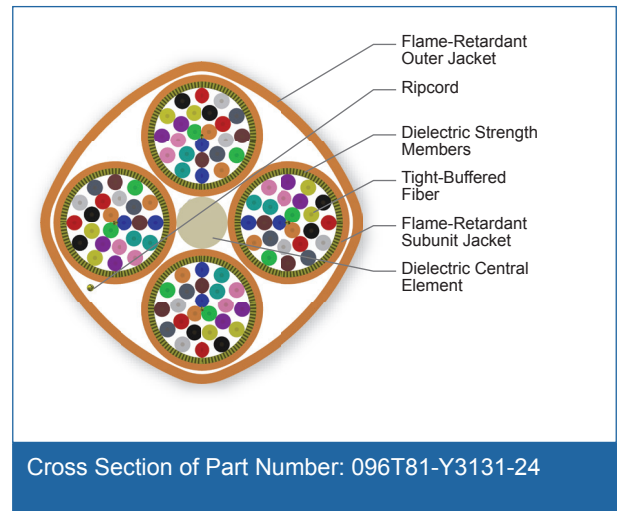 Flame-Retardant
Outer Jacket
Ripcord
Dielectric Strength
Members
Tight-Buffered
Fiber
Flame-Retardant
Subunit Jacket
Dielectric Central
Element
Cross Section of Part Number: 096T81-Y3131-24